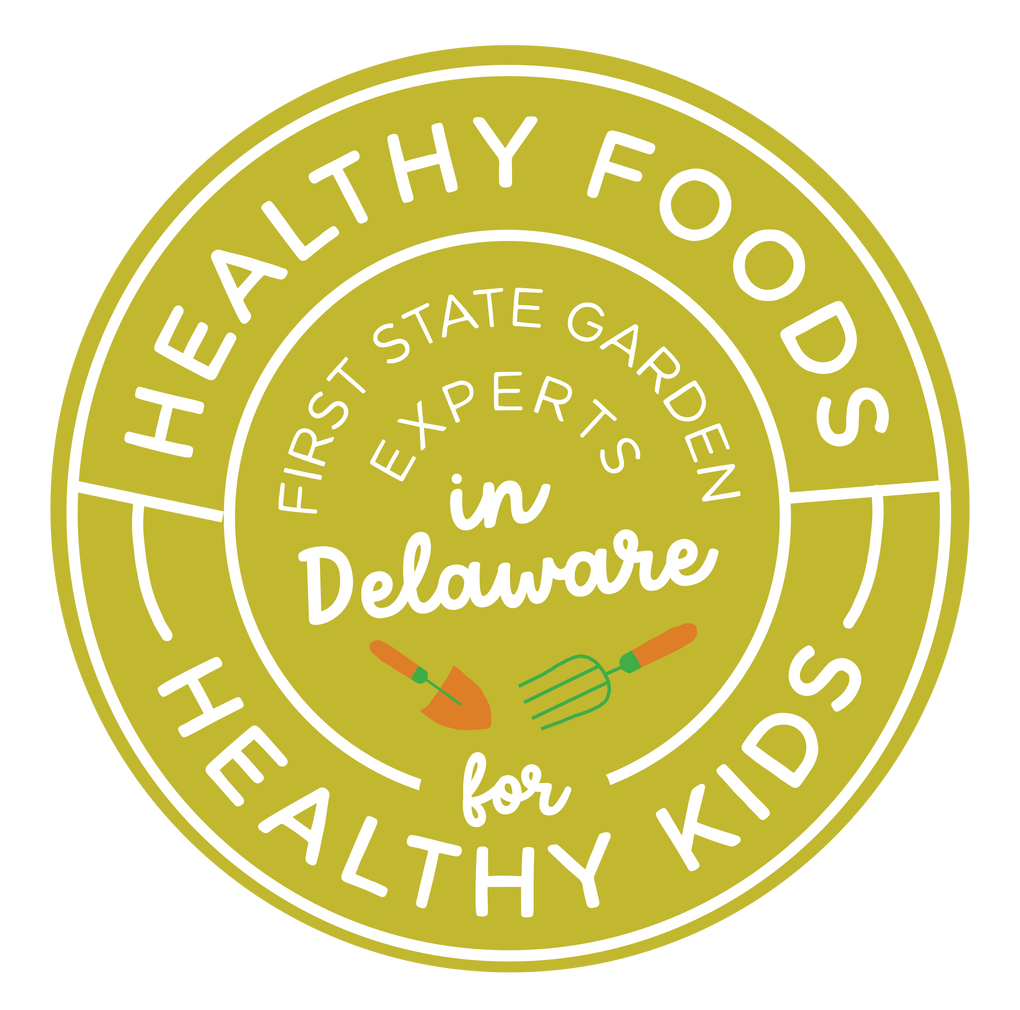 HEALTHY FOODS
FIRST STATE GARDEN
EXPERTS
in
Delaware
for
HEALTHY KIDS